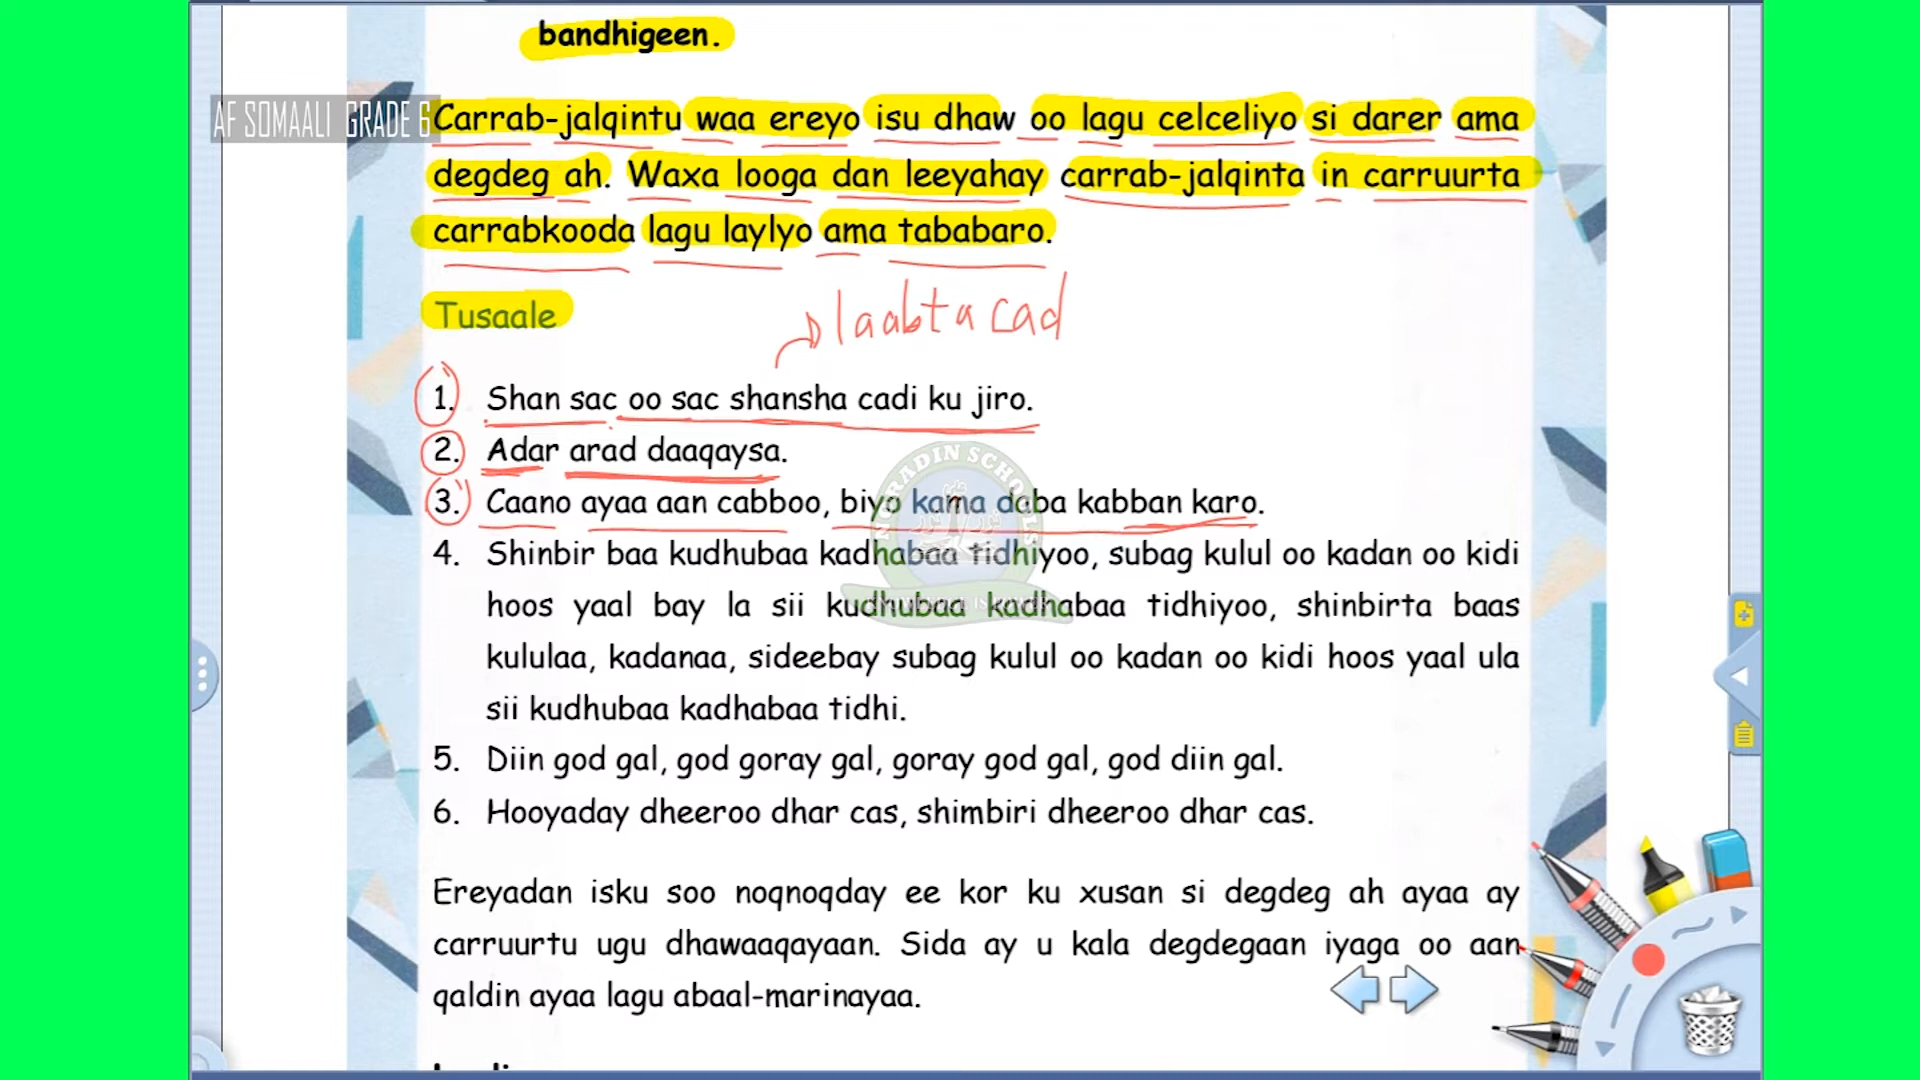 bandhigeen.
AF SOMAALI GRADE 6
Carrab-jalqintu waa ereyo isu dhaw oo lagu celceliyo si darer ama
degdeg ah. Waxa looga dan leeyahay carrab-jalqinta in carruurta
carrabkooda lagu laylyo ama tababaro.
Tusaale
laabta cad
1. Shan sac oo sac shansha cadi ku jiro.
2. Adar arad daaqaysa.
3. Caano ayaa aan cabboo, biyo kama daba kabban karo.
NURADIN SCHOOLS
4. Shinbir baa kudhubaa kadhabaa tidhiyoo, subag kulul oo kadan oo kidi
hoos yaal bay la sii kudhubaa kadhabaa tidhiyoo, shinbirta baas
kululaa, kadanaa, sideebay subag kulul oo kadan oo kidi hoos yaal ula
sii kudhubaa kadhabaa tidhi.
5. Diin god gal, god goray gal, goray god gal, god diin gal.
6. Hooyaday dheeroo dhar cas, shimbiri dheeroo dhar cas.
Ereyadan isku soo noqnoqday ee kor ku xusan si degdeg ah ayaa ay
carruurtu ugu dhawaaqayaan. Sida ay u kala degdegaan iyaga oo aan
qaldin ayaa lagu abaal-marinayaa.